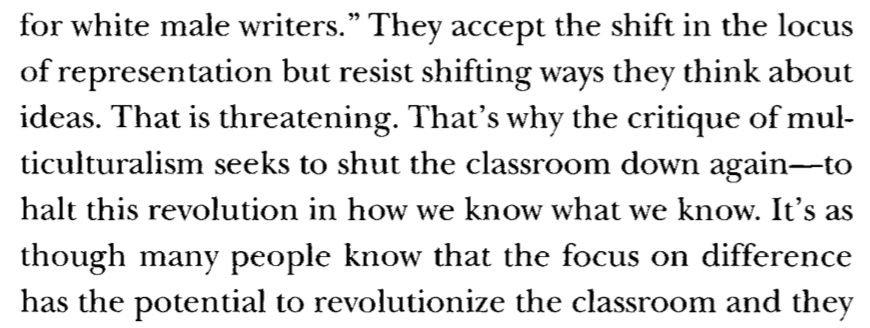 for white male writers.” They accept the shift in the locus
of representation but resist shifting ways they think about
ideas. That is threatening. That’s why the critique of mul-
ticulturalism seeks to shut the classroom down again—to
halt this revolution in how we know what we know. It’s as
though many people know that the focus on difference
has the potential to revolutionize the classroom and they